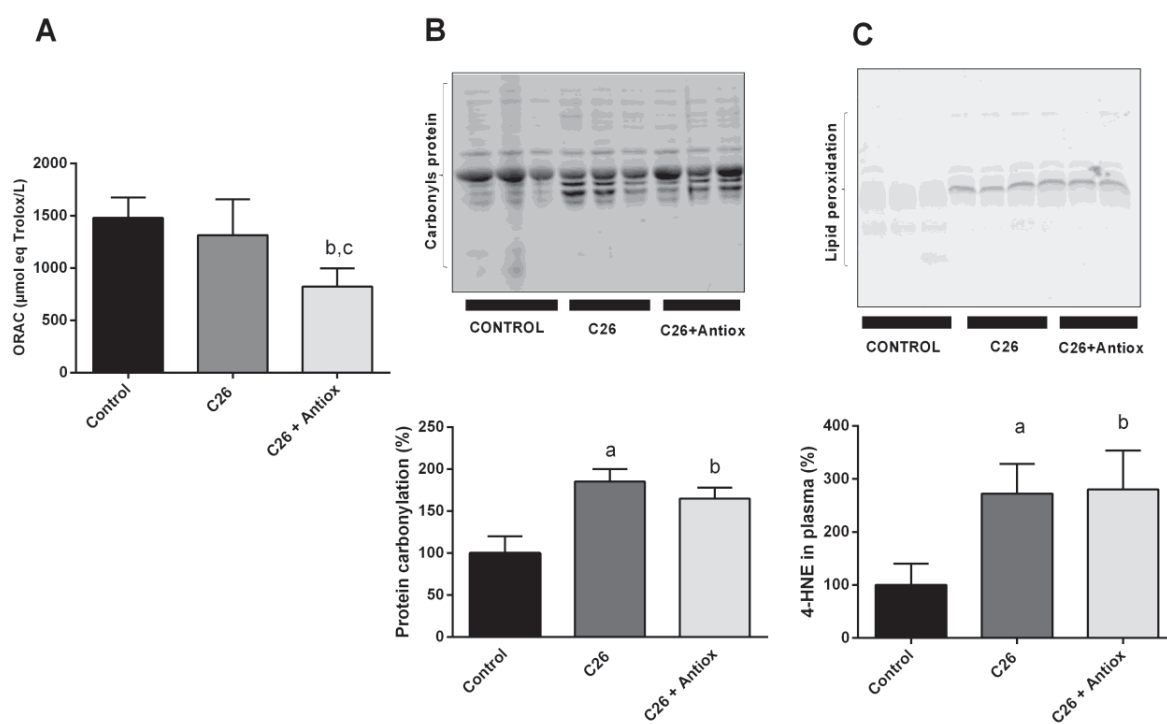 A
ORAC (µmol eq Trolox/L)
2000
1500
1000
500
0
b,c
Control
C26
C26 + Antiox
B
Carbonyls protein
CONTROL
C26
C26+Antiox
Protein carbonylation (%)
250
200
150
100
50
0
a
b
Control
C26
C26 + Antiox
C
Lipid peroxidation
CONTROL
C26
C26+Antiox
4-HNE in plasma (%)
400
300
200
100
0
a
b
Control
C26
C26 + Antiox